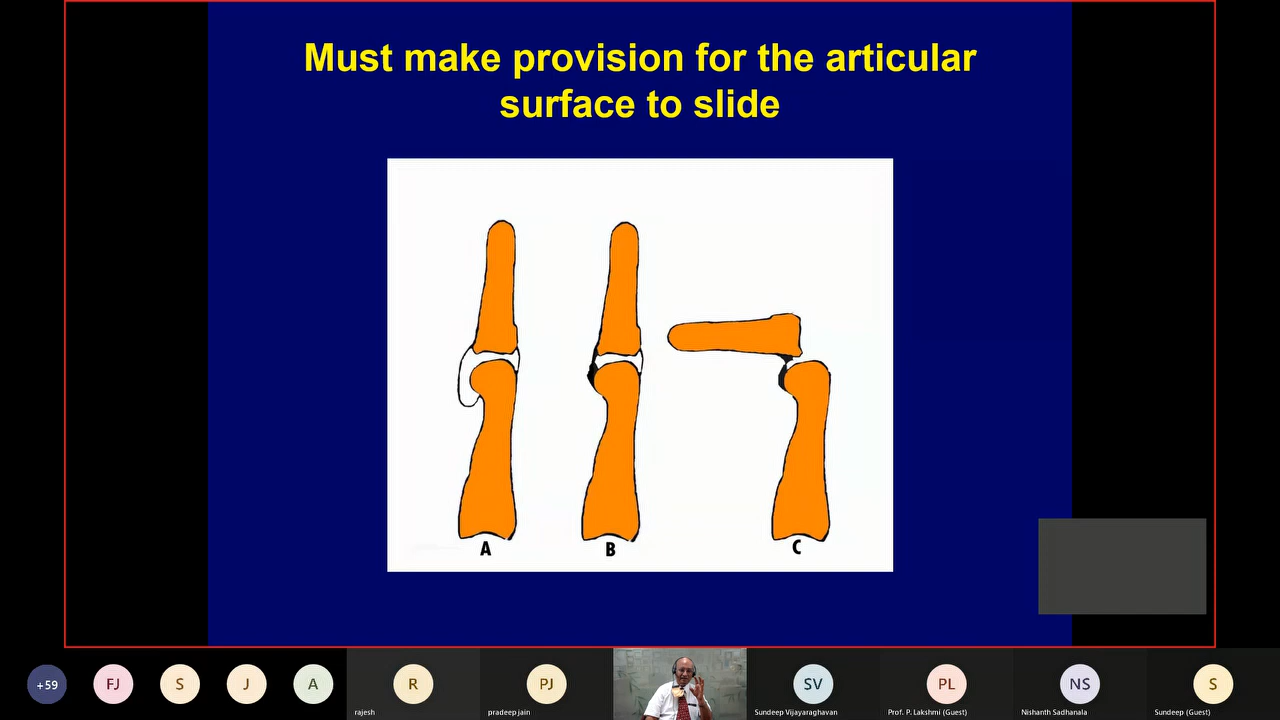 Must make provision for the articular
surface to slide
A
B
C
+59
FJ
S
J
A
R
rajesh
PJ
pradeep jain
SV
Sundeep Vijayaraghavan
PL
Prof. P. Lakshmi (Guest)
NS
Nishanth Sadhanala
S
Sundeep (Guest)